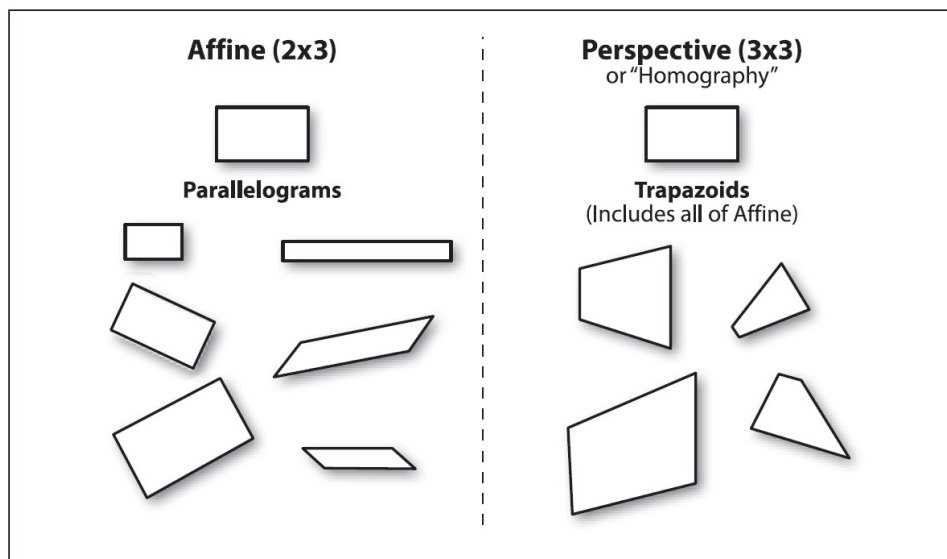 Affine (2x3)
Parallelograms
Perspective (3x3)
or “Homography”
Trapazoids
(Includes all of Affine)